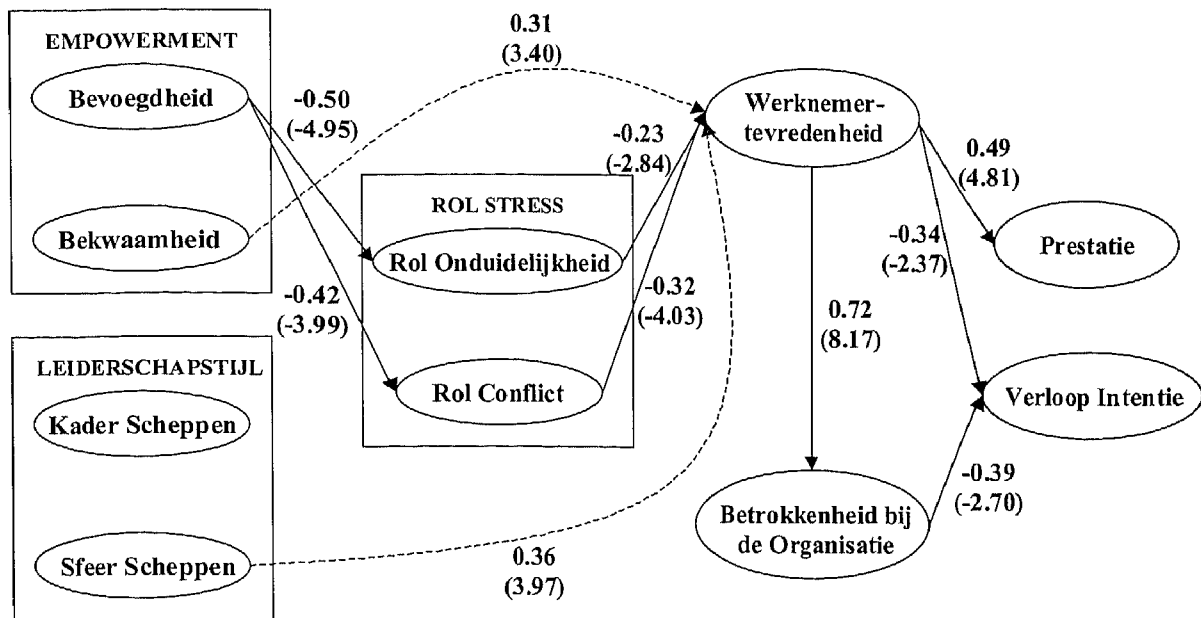 EMPOWERMENT
Bevoegdheid
Bekwaamheid
0.31
(3.40)
-0.50
(-4.95)
-0.42
(-3.99)
ROL STRESS
Rol Onduidelijkheid
Rol Conflict
-0.23
(-2.84)
-0.32
(-4.03)
LEIDERSCHAPSTIJL
Kader Scheppen
Sfeer Scheppen
0.36
(3.97)
Werknemer-
tevredenheid
0.49
(4.81)
-0.34
(-2.37)
Prestatie
0.72
(8.17)
Verloop Intentie
-0.39
(-2.70)
Betrokkenheid bij
de Organisatie